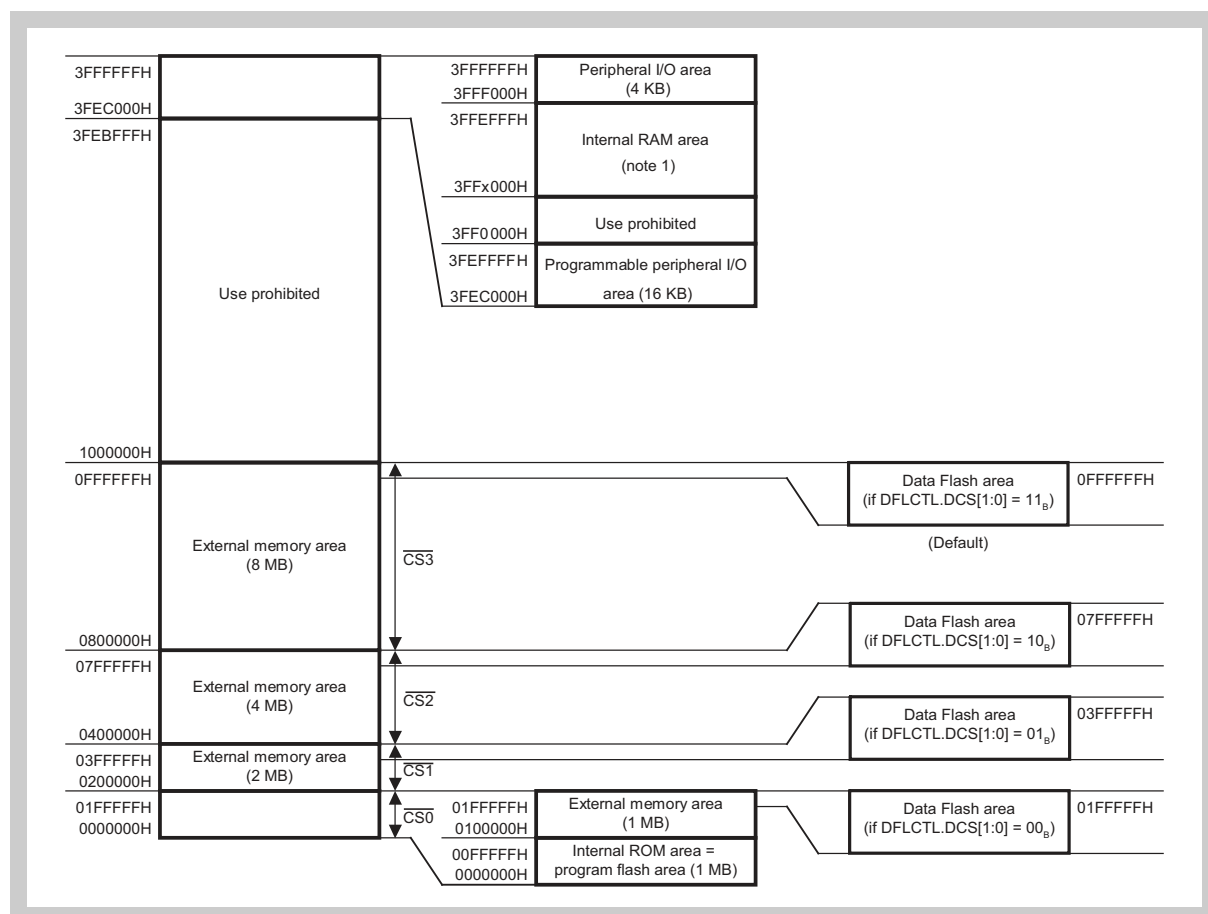 3FFFFFFH
3FEC000H
3FEBFFFH
Use prohibited
1000000H
0FFFFFFH
External memory area
(8 MB)
0800000H
07FFFFFH
External memory area
(4 MB)
0400000H
03FFFFFH
External memory area
(2 MB)
0200000H
01FFFFFH
0000000H
CS3
CS2
CS1
CS0
3FFFFFFH
Peripheral I/O area
(4 KB)
3FFF000H
3FFEFFFH
Internal RAM area
(note 1)
3FFx000H
Use prohibited
3FF0000H
3FEFFFFH
Programmable peripheral I/O
area (16 KB)
3FEC000H
01FFFFFH
External memory area
(1 MB)
0100000H
00FFFFFH
Internal ROM area =
program flash area (1 MB)
0000000H
Data Flash area
(if DFLCTL.DCS[1:0] = 11B)
0FFFFFFH
(Default)
Data Flash area
(if DFLCTL.DCS[1:0] = 10B)
07FFFFFH
Data Flash area
(if DFLCTL.DCS[1:0] = 01B)
03FFFFFH
Data Flash area
(if DFLCTL.DCS[1:0] = 00B)
01FFFFFH